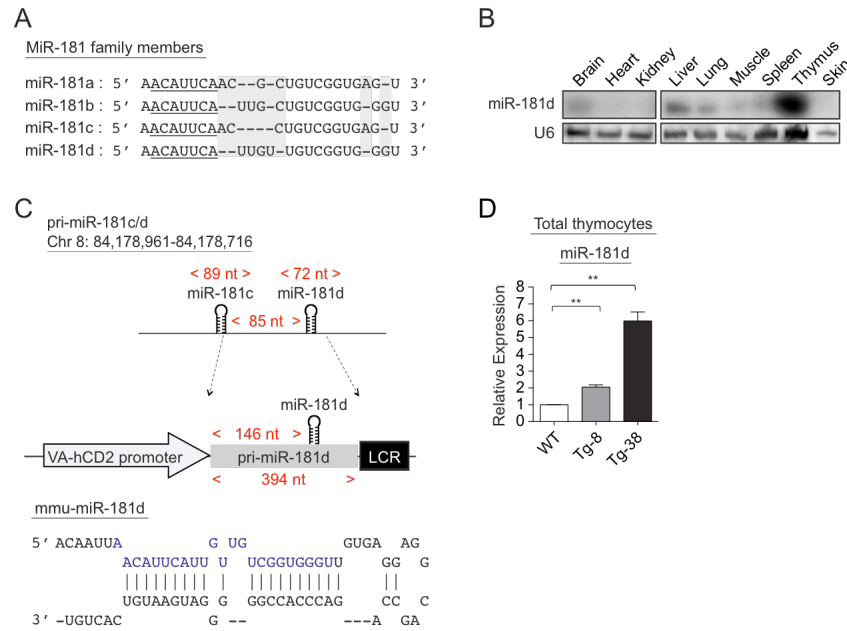 A
MiR-181 family members
miR-181a : 5′ AACAUUCAAC--G-CUGUCGGUGAG-U 3′
miR-181b : 5′ AACAUUCA--UUG-CUGUCGGUG-GGU 3′
miR-181c : 5′ AACAUUCAAC----CUGUCGGUGAG-U 3′
miR-181d : 5′ AACAUUCA--UUGU-UGUCGGUG-GGU 3′
B
Brain Heart Kidney Liver Lung Muscle Spleen Thymus Skin
miR-181d
U6
C
pri-miR-181c/d
Chr 8: 84,178,961-84,178,716
< 89 nt > < 72 nt >
miR-181c miR-181d
< 85 nt >
miR-181d
< 146 nt >
VA-hCD2 promoter pri-miR-181d LCR
< 394 nt >
mmu-miR-181d
5′ ACAAUUA G UG GUGA AG
ACAUUCAUU U UCGGUGGGUU GG G
||||||||| | |||||||||| ||
UGUAAGUAG G GGCCACCCAG CC C
3′ -UGUCAC G -- ---A GA
D
Total thymocytes
miR-181d
**
**
Relative Expression
8
7
6
5
4
3
2
1
0
WT Tg-8 Tg-38